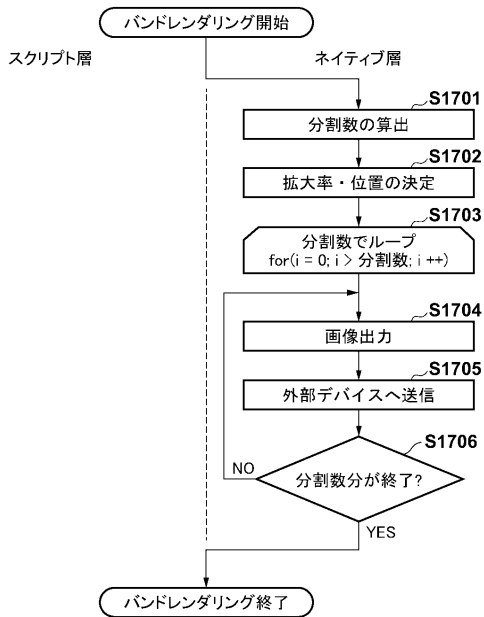 バンドレンダリング開始
スクリプト層
ネイティブ層
S1701
分割数の算出
S1702
拡大率・位置の決定
S1703
分割数でループ
for(i = 0; i > 分割数; i ++)
S1704
画像出力
S1705
外部デバイスへ送信
S1706
分割数分が終了?
NO
YES
バンドレンダリング終了